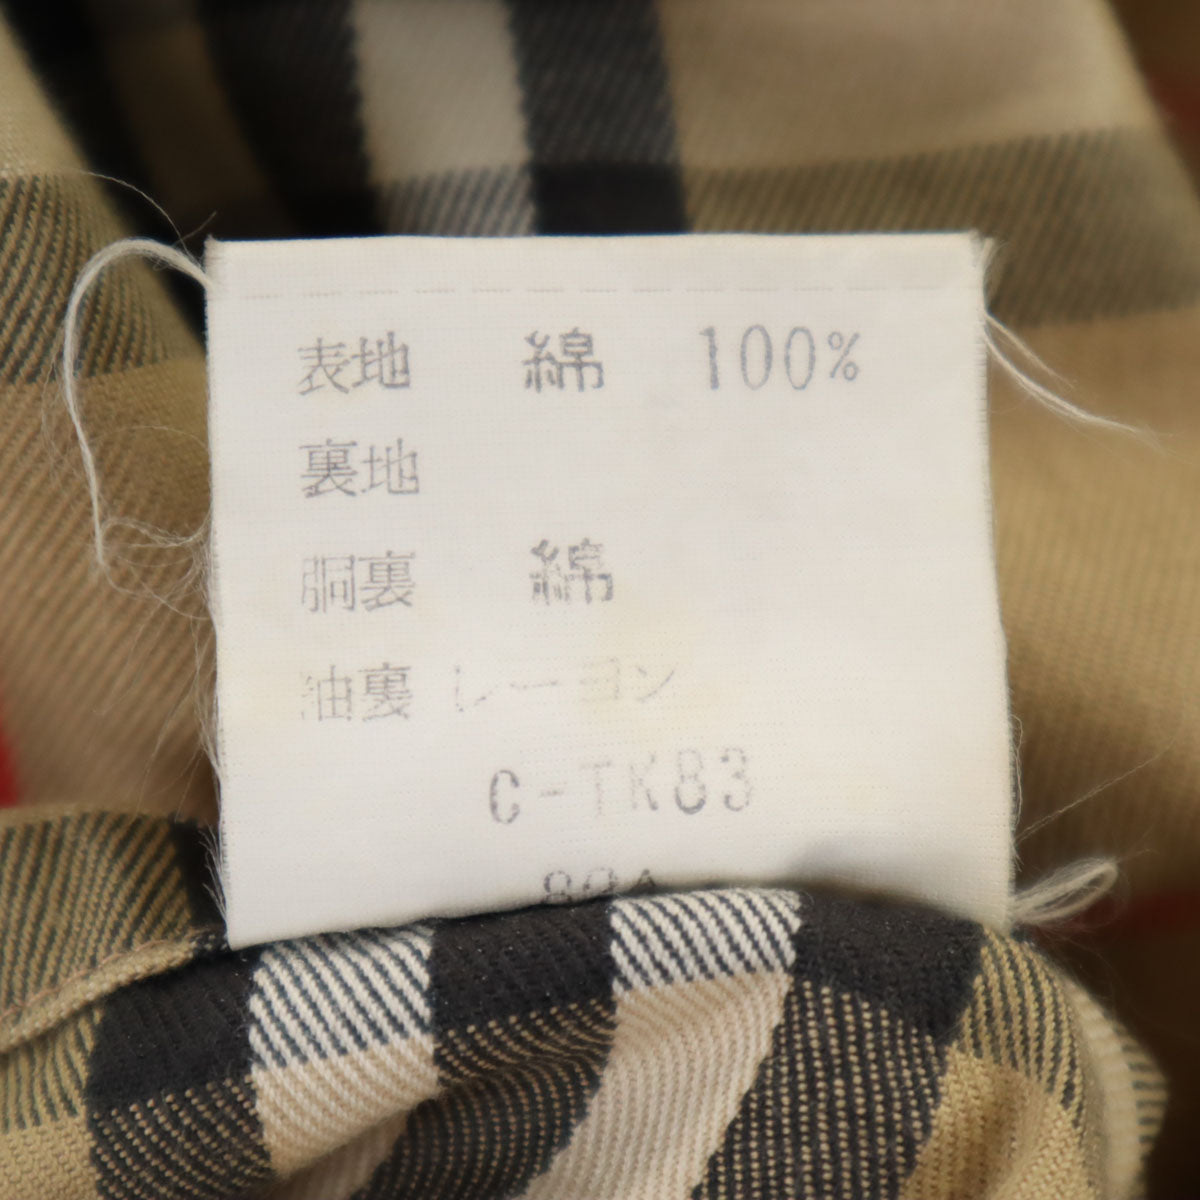 表地 綿 100%
裏地
胴裏 綿
袖裏 レーヨン
C-TK83